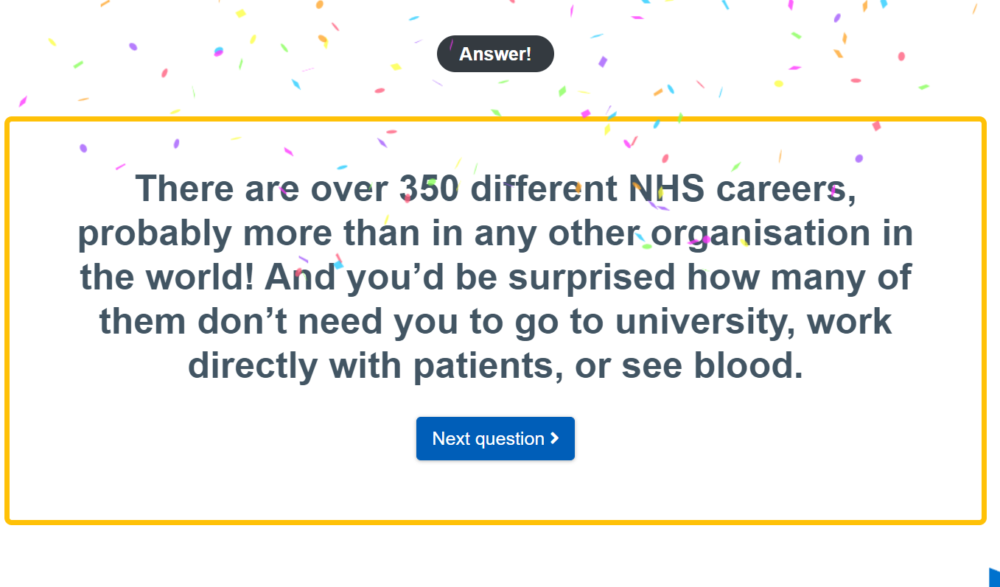 Answer!
There are over 350 different NHS careers,
probably more than in any other organisation in
the world! And you’d be surprised how many of
them don’t need you to go to university, work
directly with patients, or see blood.
Next question